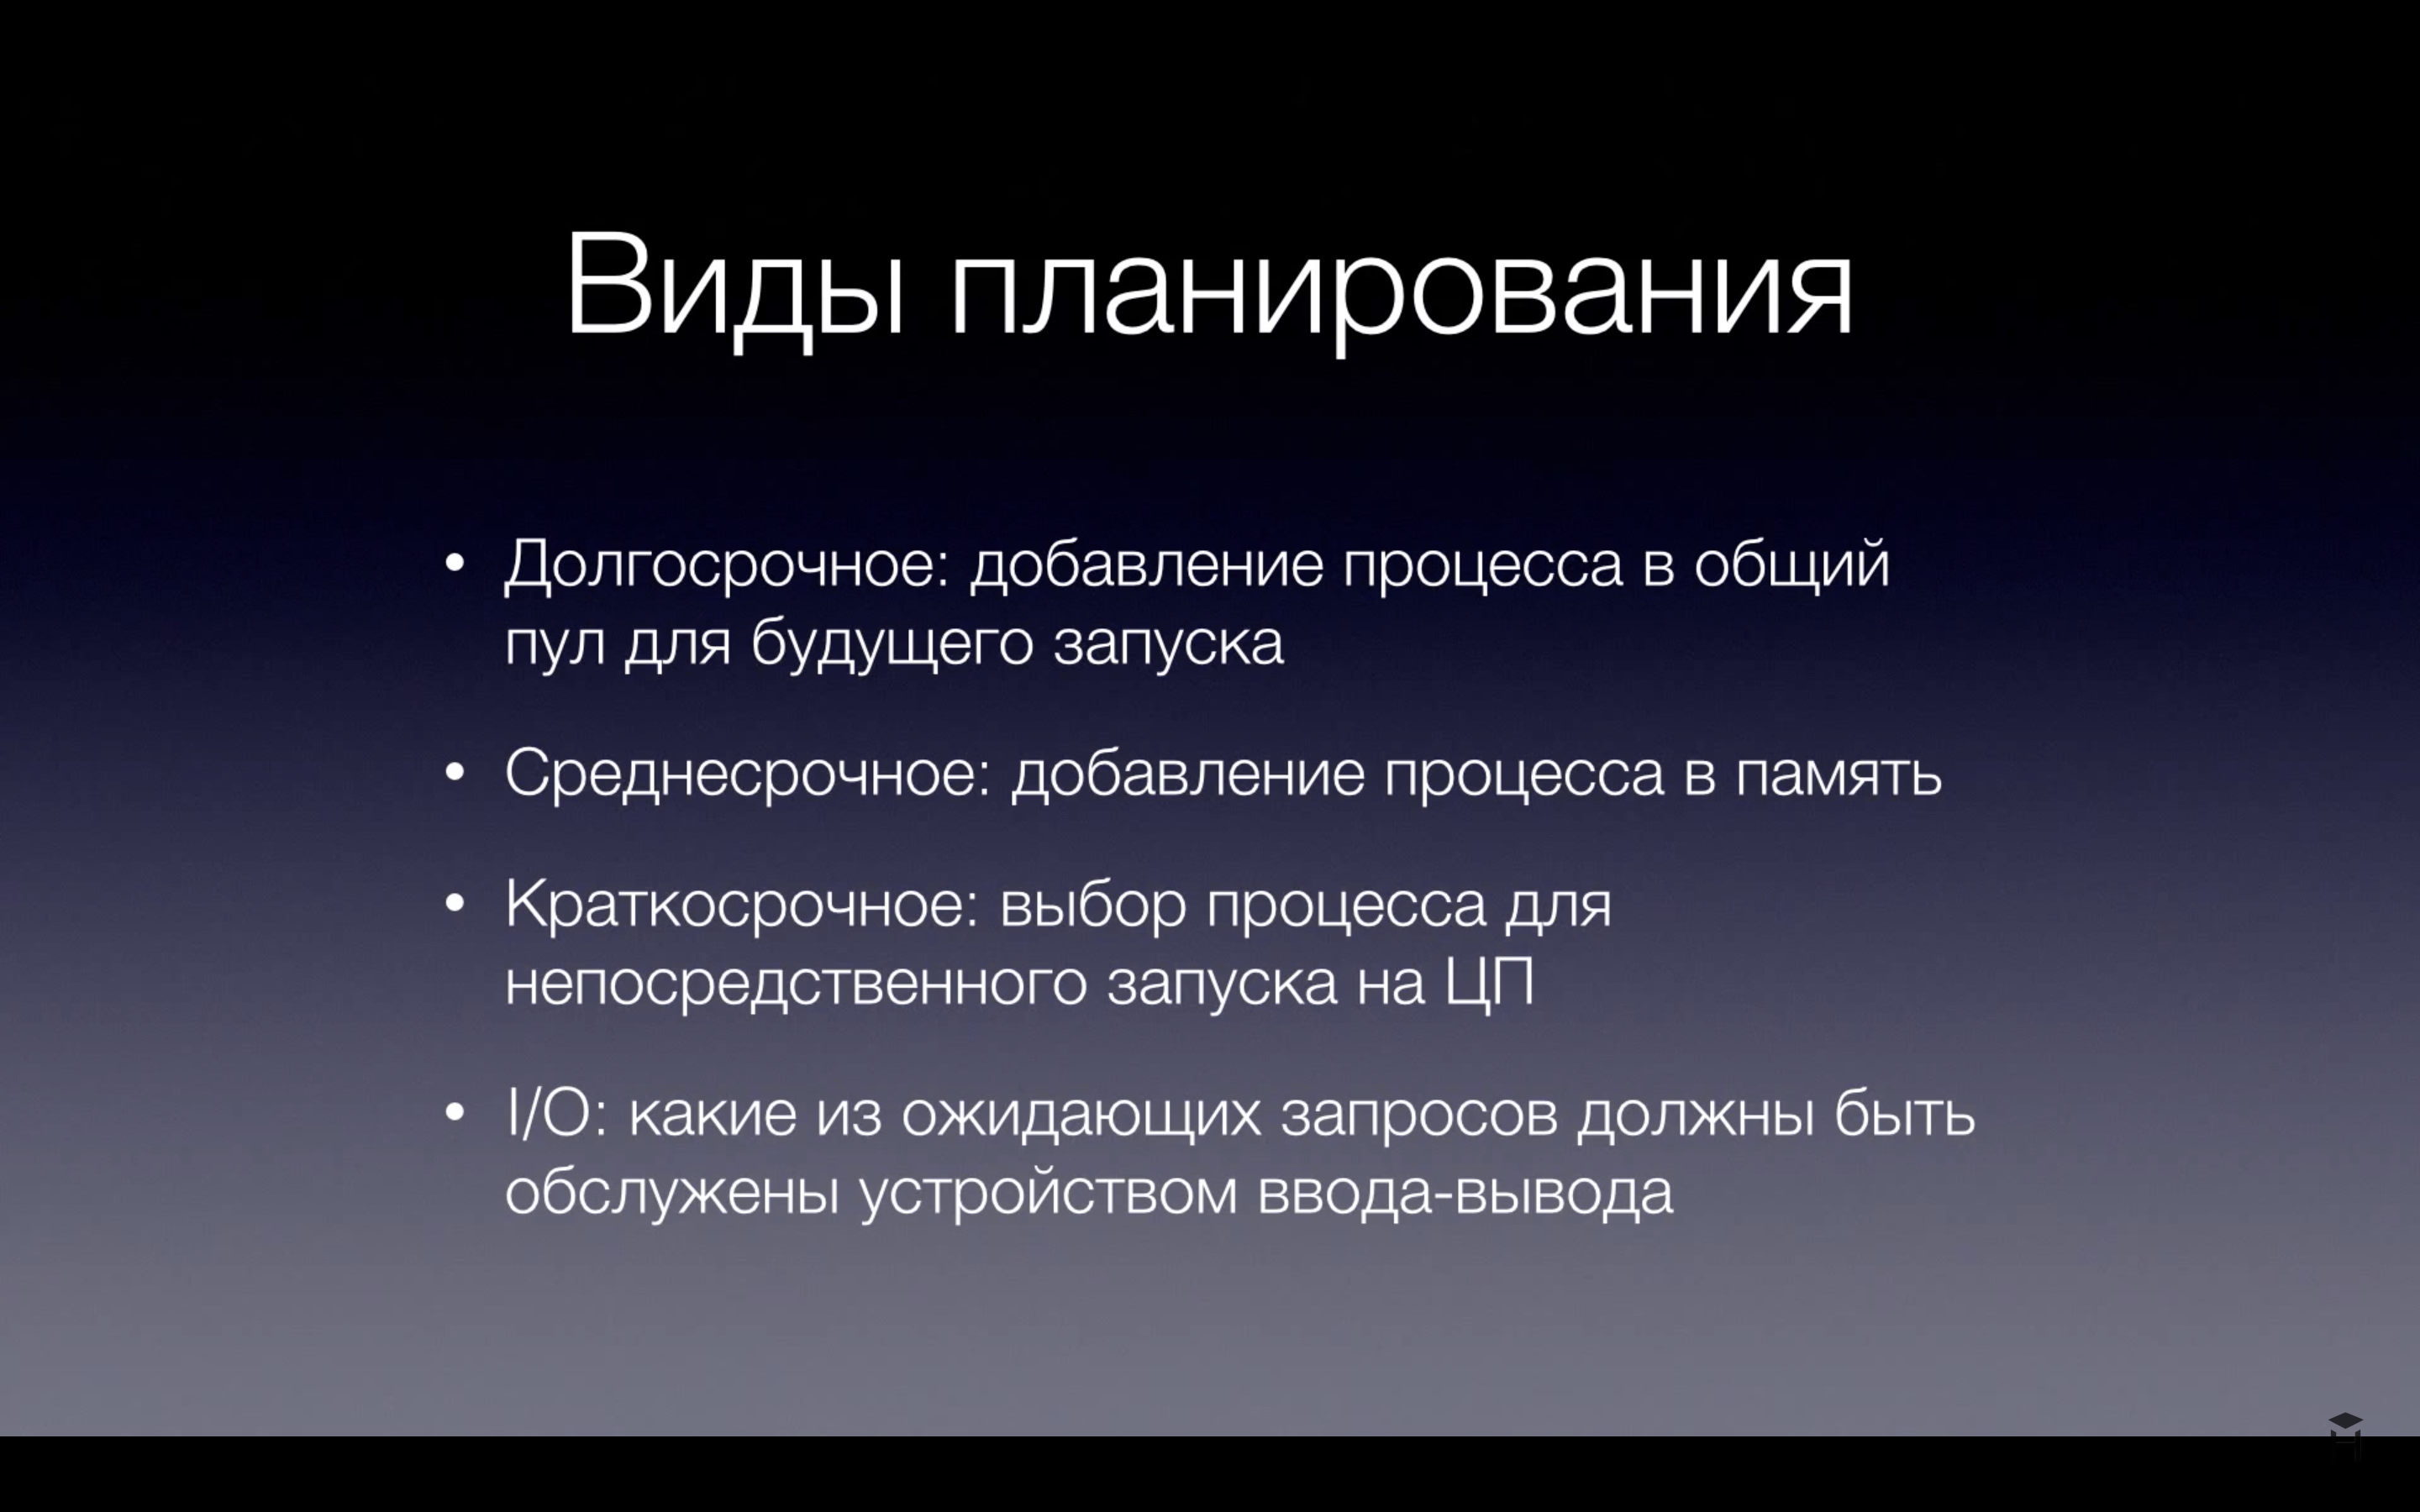 Виды планирования
• Долгосрочное: добавление процесса в общий
пул для будущего запуска
• Среднесрочное: добавление процесса в память
• Краткосрочное: выбор процесса для
непосредственного запуска на ЦП
• I/O: какие из ожидающих запросов должны быть
обслужены устройством ввода-вывода